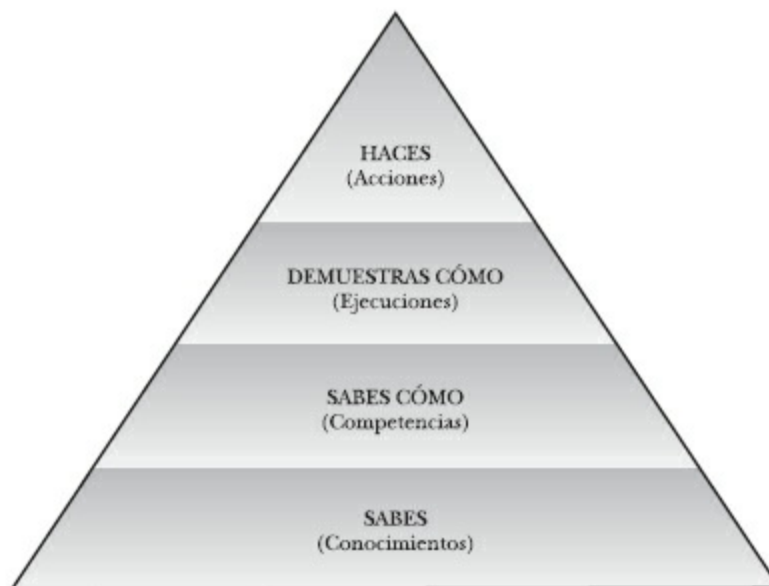 HACES
(Acciones)
DEMUESTRAS CÓMO
(Ejecuciones)
SABES CÓMO
(Competencias)
SABES
(Conocimientos)